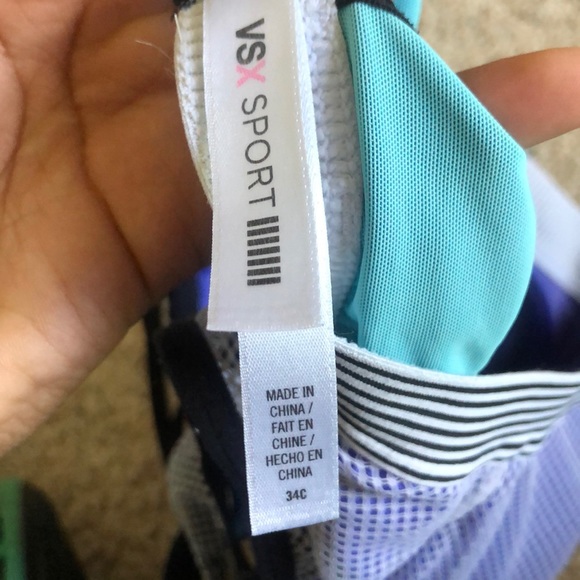 VSX SPORT
MADE IN
CHINA /
FAIT EN
CHINE /
HECHO EN
CHINA
34C